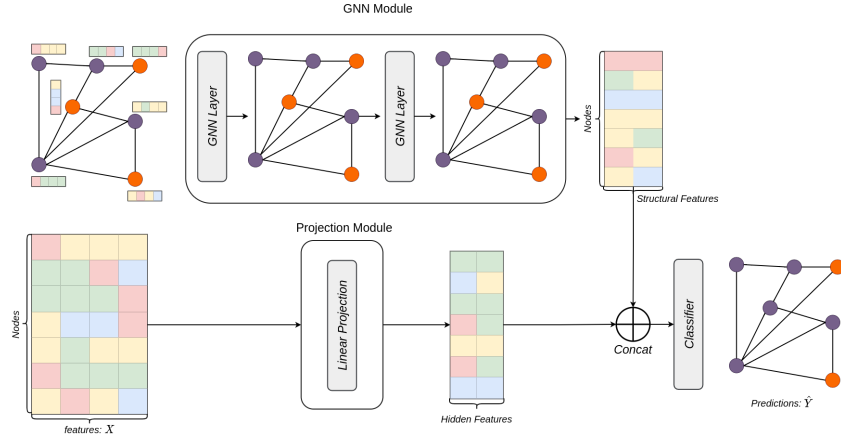 GNN Module
GNN Layer
GNN Layer
Nodes
Structural Features
Projection Module
Nodes
Linear Projection
Classifier
Concat
features: X
Hidden Features
Predictions: Ŷ